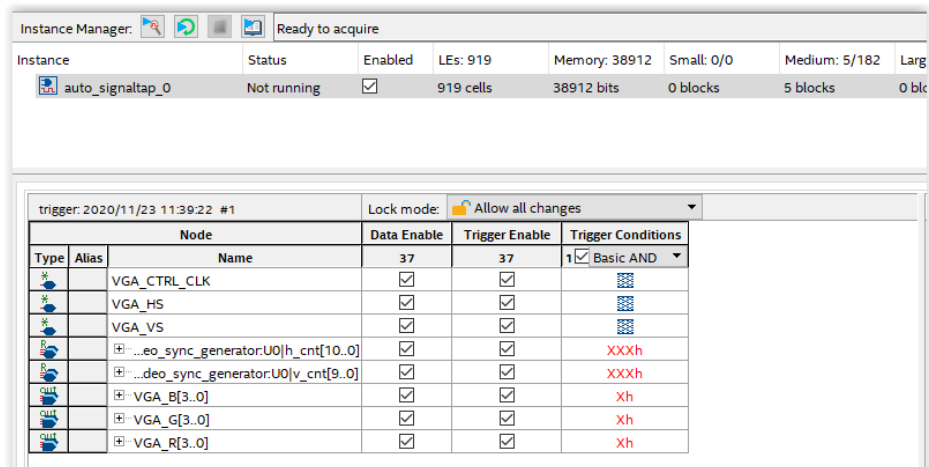 Instance Manager: Ready to acquire
Instance Status Enabled LEs: 919 Memory: 38912 Small: 0/0 Medium: 5/182 Larg
auto_signaltap_0 Not running 919 cells 38912 bits 0 blocks 5 blocks 0 blo
trigger: 2020/11/23 11:39:22 #1 Lock mode: Allow all changes
Node Data Enable Trigger Enable Trigger Conditions
Type Alias Name 37 37 1 Basic AND
VGA_CTRL_CLK
VGA_HS
VGA_VS
...eo_sync_generator:U0|h_cnt[10..0] XXXh
...deo_sync_generator:U0|v_cnt[9..0] XXXh
out VGA_B[3..0] Xh
out VGA_G[3..0] Xh
out VGA_R[3..0] Xh